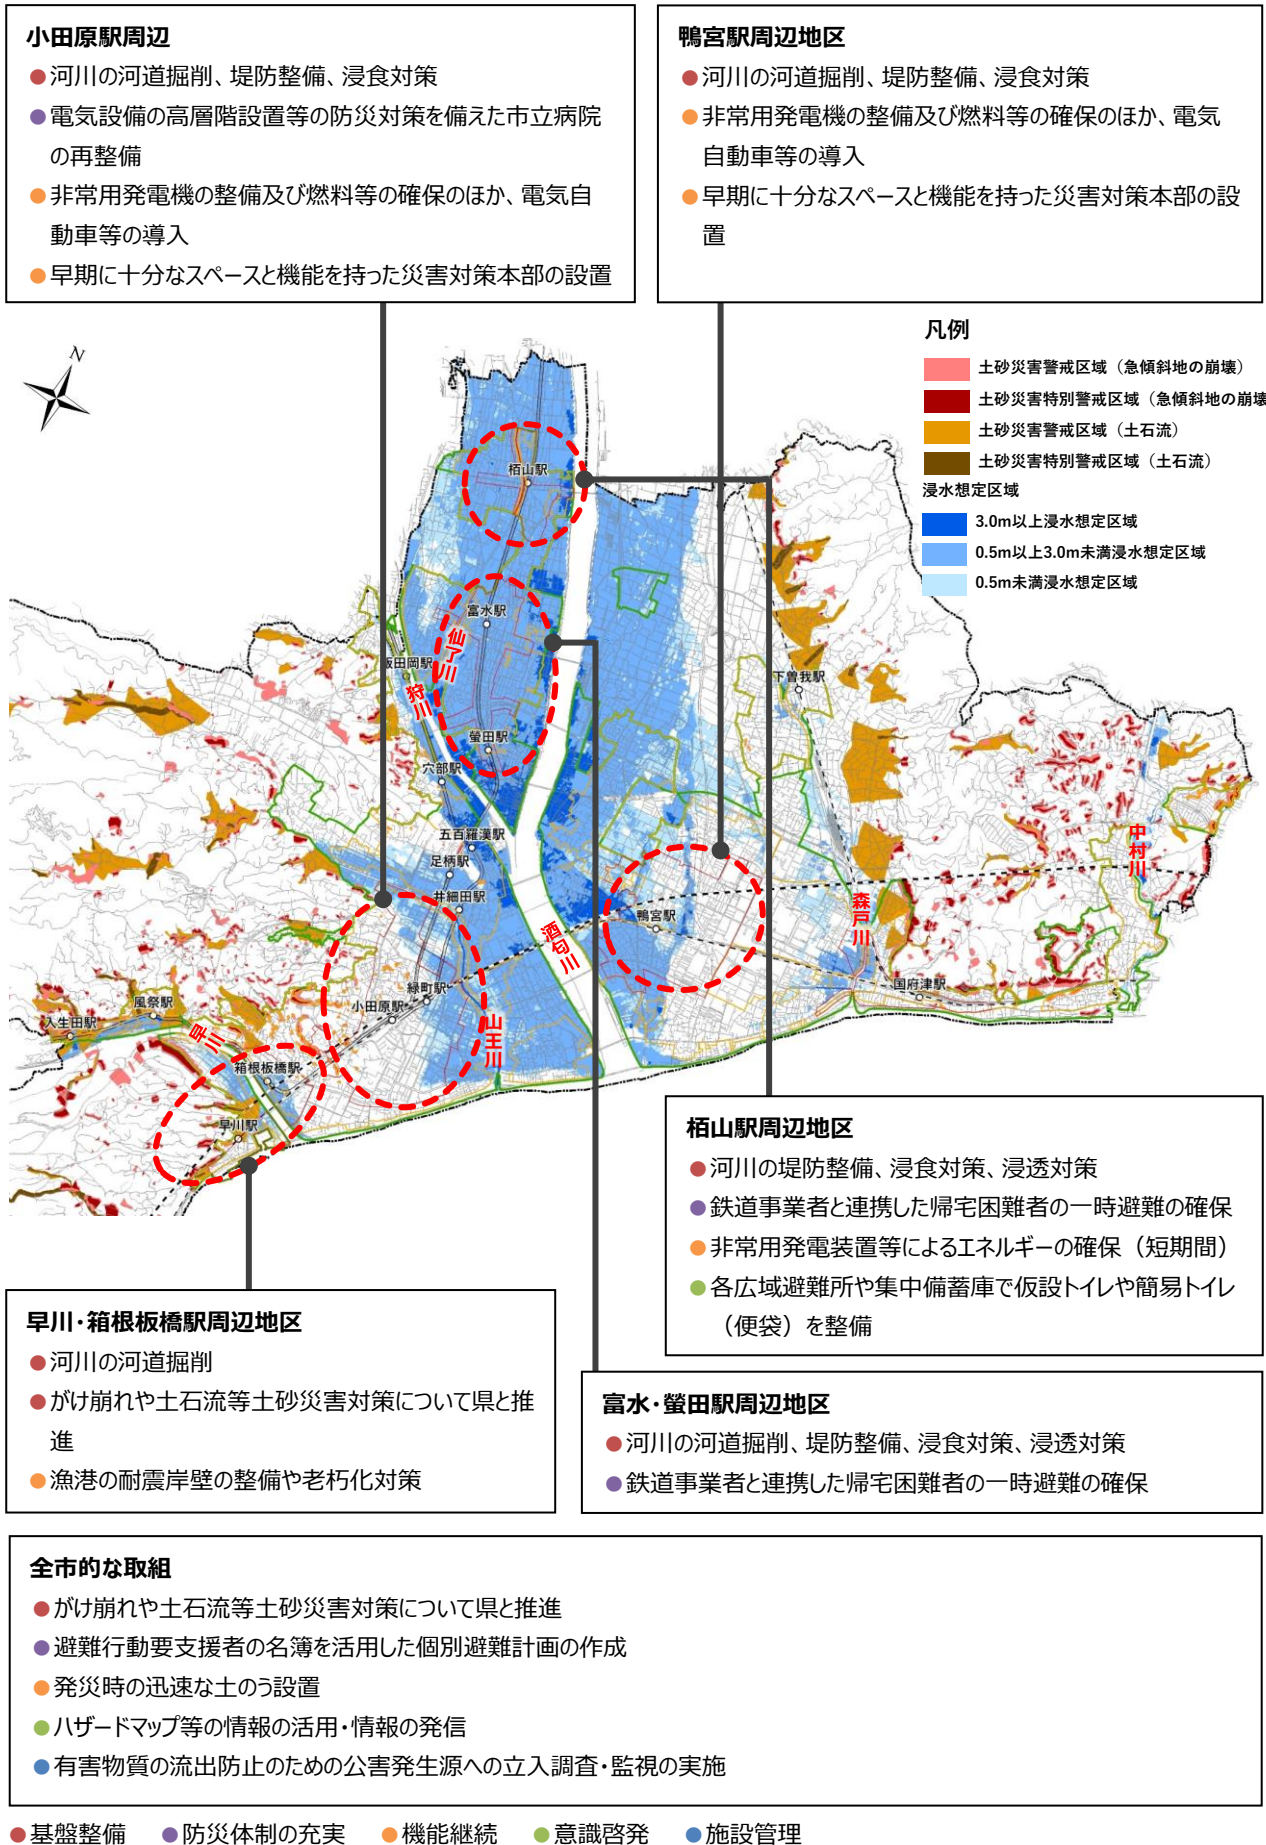 小田原駅周辺
●河川の河道掘削、堤防整備、浸食対策
●電気設備の高層階設置等の防災対策を備えた市立病院
の再整備
●非常用発電機の整備及び燃料等の確保のほか、電気自
動車等の導入
●早期に十分なスペースと機能を持った災害対策本部の設置
鴨宮駅周辺地区
●河川の河道掘削、堤防整備、浸食対策
●非常用発電機の整備及び燃料等の確保のほか、電気
自動車等の導入
●早期に十分なスペースと機能を持った災害対策本部の設
置
凡例
土砂災害警戒区域（急傾斜地の崩壊）
土砂災害特別警戒区域（急傾斜地の崩壊
土砂災害警戒区域（土石流）
土砂災害特別警戒区域（土石流）
浸水想定区域
3.0m以上浸水想定区域
0.5m以上3.0m未満浸水想定区域
0.5m未満浸水想定区域
N
栢山駅
富水駅
仙了川
飯田岡駅
狩川
螢田駅
穴部駅
五百羅漢駅
足柄駅
井細田駅
緑町駅
小田原駅
山王川
酒匂川
鴨宮駅
下曽我駅
森戸川
国府津駅
中村川
風祭駅
入生田駅
早川
箱根板橋駅
早川駅
栢山駅周辺地区
●河川の堤防整備、浸食対策、浸透対策
●鉄道事業者と連携した帰宅困難者の一時避難の確保
●非常用発電装置等によるエネルギーの確保（短期間）
●各広域避難所や集中備蓄庫で仮設トイレや簡易トイレ
（便袋）を整備
早川・箱根板橋駅周辺地区
●河川の河道掘削
●がけ崩れや土石流等土砂災害対策について県と推
進
●漁港の耐震岸壁の整備や老朽化対策
富水・螢田駅周辺地区
●河川の河道掘削、堤防整備、浸食対策、浸透対策
●鉄道事業者と連携した帰宅困難者の一時避難の確保
全市的な取組
●がけ崩れや土石流等土砂災害対策について県と推進
●避難行動要支援者の名簿を活用した個別避難計画の作成
●発災時の迅速な土のう設置
●ハザードマップ等の情報の活用・情報の発信
●有害物質の流出防止のための公害発生源への立入調査・監視の実施
●基盤整備 ●防災体制の充実 ●機能継続 ●意識啓発 ●施設管理